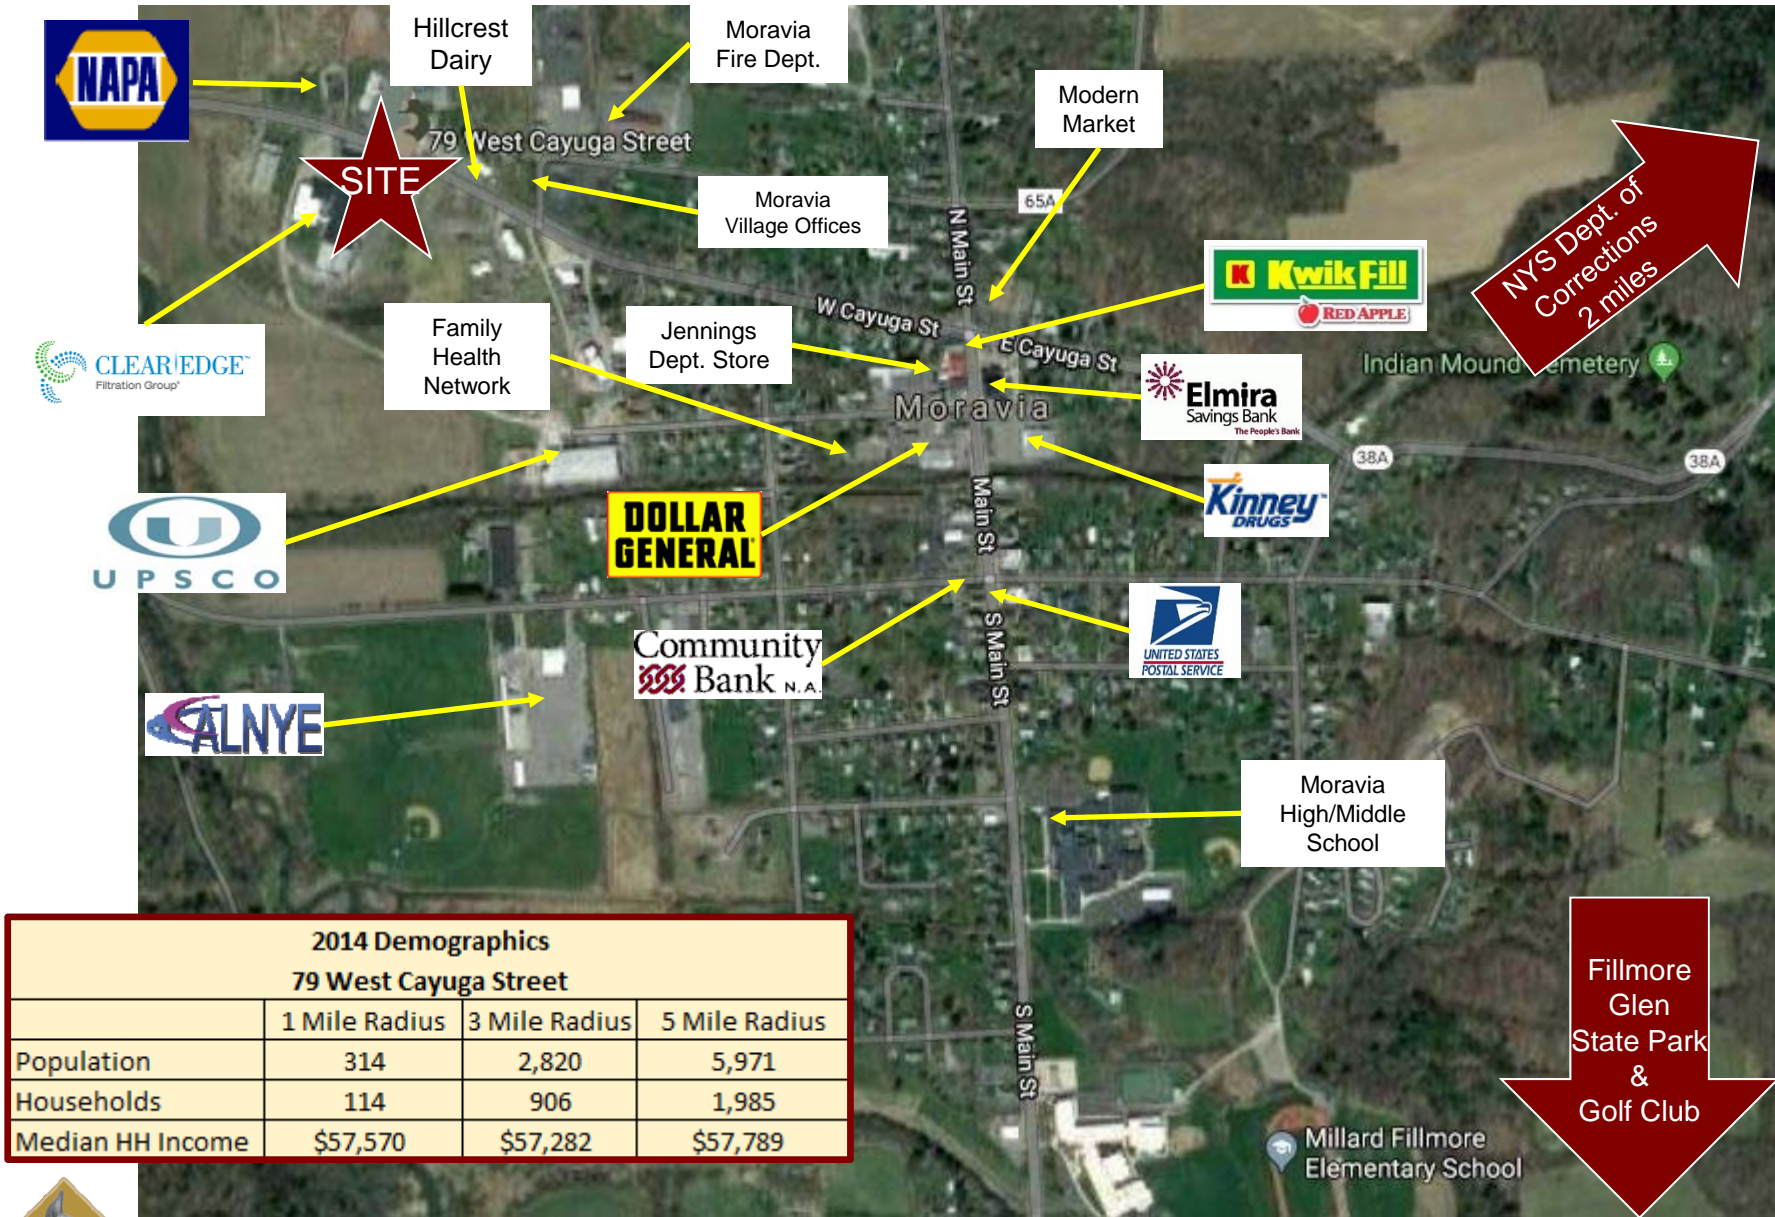 NAPA
Hillcrest
Dairy
Moravia
Fire Dept.
Modern
Market
79 West Cayuga Street
SITE
Moravia
Village Offices
65A
N Main St
NYS Dept. of
Corrections
2 miles
Kwik Fill
K
RED APPLE
W Cayuga St
E Cayuga St
CLEAR EDGE™
Filtration Group®
Family
Health
Network
Jennings
Dept. Store
Indian Mound Cemetery
Elmira
Savings Bank
The People's Bank
Moravia
38A
38A
Kinney™
DRUGS
U
UPSCO
DOLLAR
GENERAL
Main St
Community
Bank N.A.
UNITED STATES
POSTAL SERVICE
S Main St
CALNYE
Moravia
High/Middle
School
2014 Demographics
79 West Cayuga Street
1 Mile Radius 3 Mile Radius 5 Mile Radius
Population 314 2,820 5,971
Households 114 906 1,985
Median HH Income $57,570 $57,282 $57,789
S Main St
Fillmore
Glen
State Park
&
Golf Club
Millard Fillmore
Elementary School